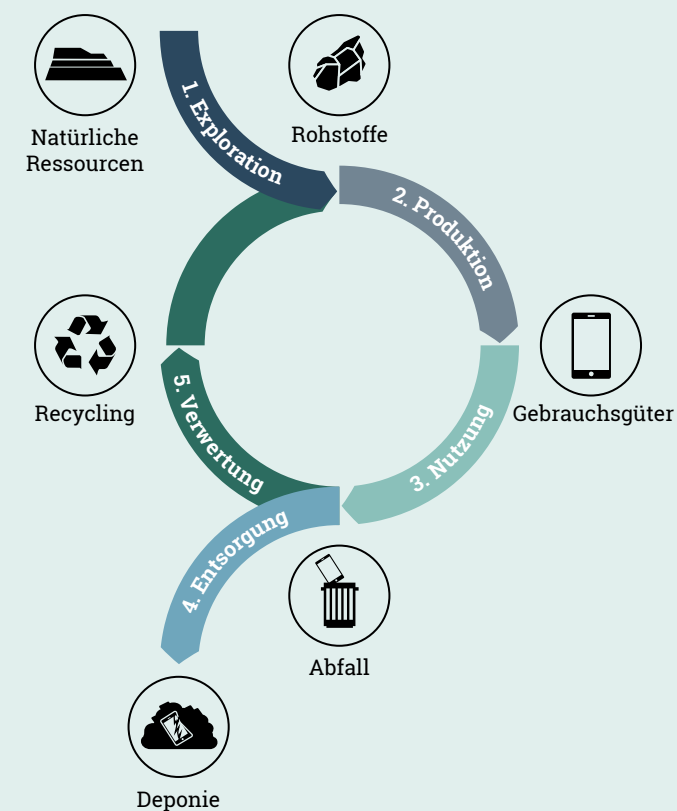 Natürliche
Ressourcen
1. Exploration
Rohstoffe
2. Produktion
Gebrauchsgüter
3. Nutzung
Abfall
4. Entsorgung
Deponie
5. Verwertung
Recycling